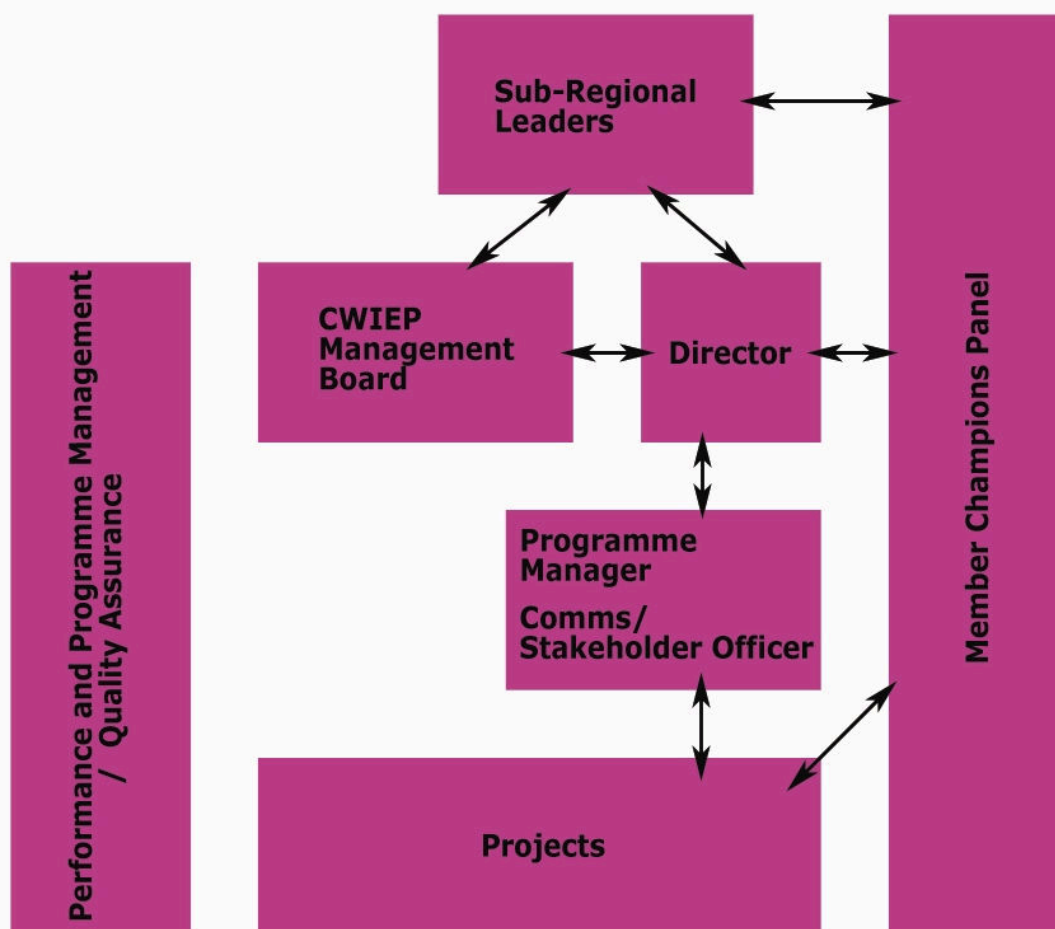 Sub-Regional
Leaders
CWIEP
Management
Board
Director
Programme
Manager
Comms/
Stakeholder Officer
Projects
Performance and Programme Management
/ Quality Assurance
Member Champions Panel